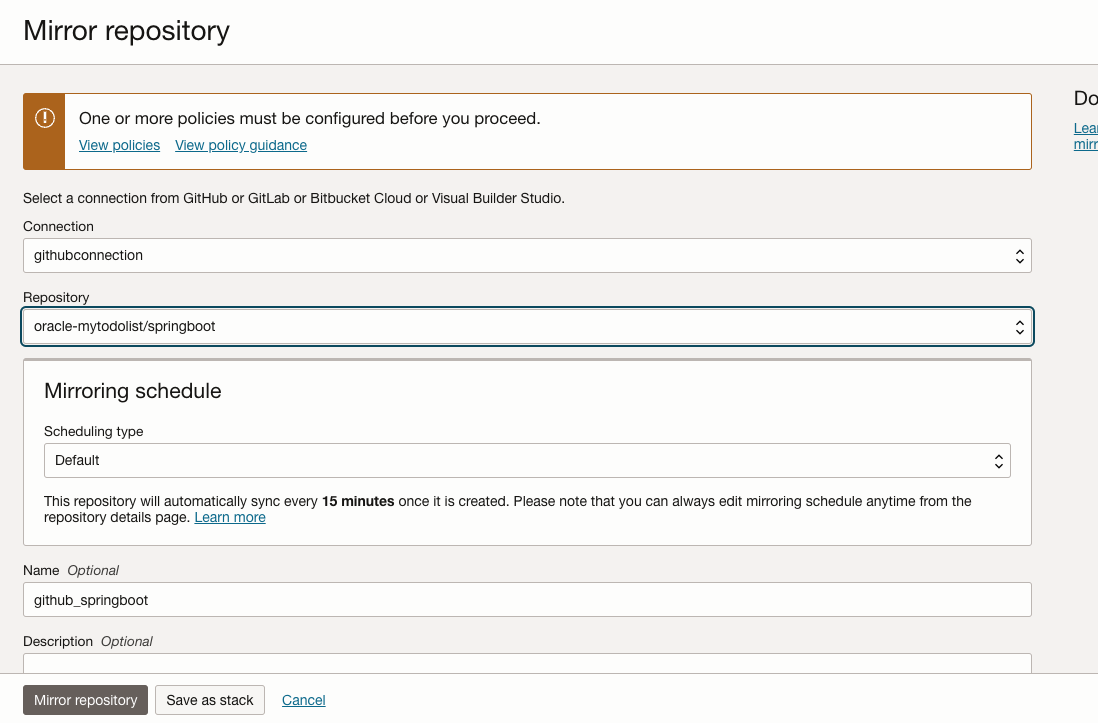 Mirror repository
One or more policies must be configured before you proceed.
View policies View policy guidance
Do
Lea
mirr
Select a connection from GitHub or GitLab or Bitbucket Cloud or Visual Builder Studio.
Connection
githubconnection
Repository
oracle-mytodolist/springboot
Mirroring schedule
Scheduling type
Default
This repository will automatically sync every 15 minutes once it is created. Please note that you can always edit mirroring schedule anytime from the
repository details page. Learn more
Name Optional
github_springboot
Description Optional
Mirror repository Save as stack Cancel